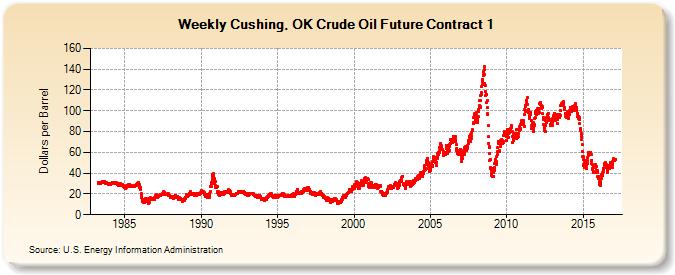 Weekly Cushing, OK Crude Oil Future Contract 1
Dollars per Barrel
160
140
120
100
80
60
40
20
0
1985 1990 1995 2000 2005 2010 2015
Source: U.S. Energy Information Administration